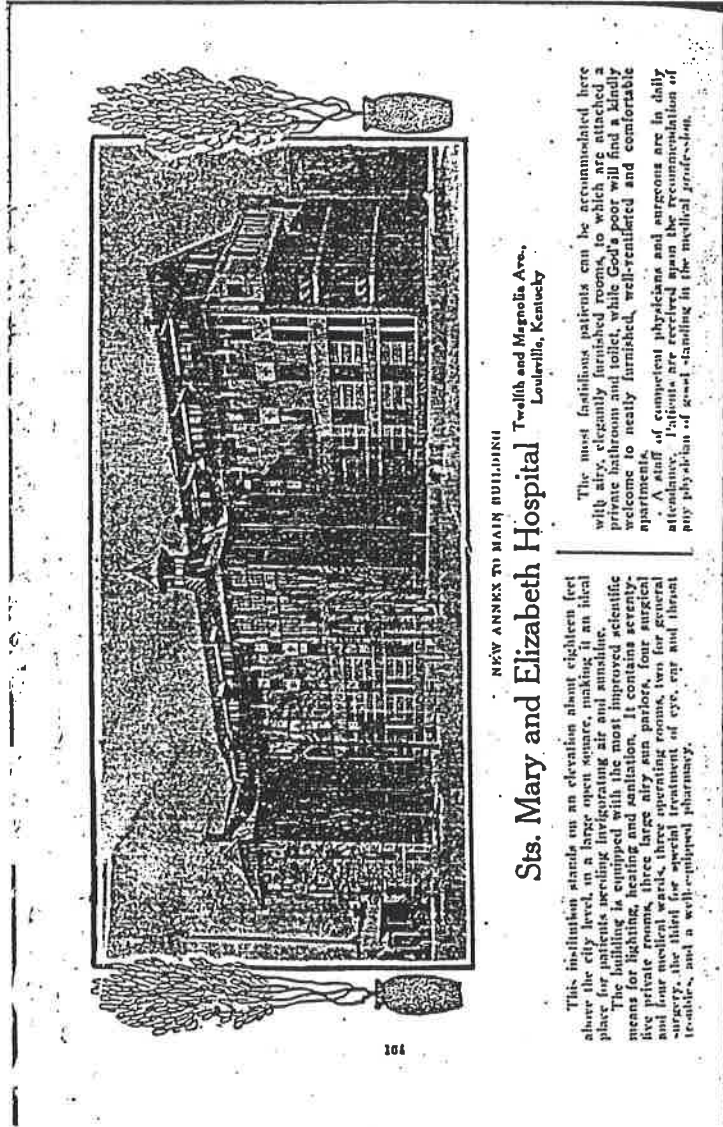 NEW ANNEX TO MAIN BUILDING
Sts. Mary and Elizabeth Hospital
Twelfth and Magnolia Ave.,
Louisville, Kentucky
This institution stands on an elevation about eighteen feet
above the city level, in a large open square, making it an ideal
place for patients needing invigorating air and sunshine.
The building is equipped with the most improved scientific
means for lighting, heating and sanitation. It contains seventy-
five private rooms, three large airy sun parlors, four surgical
and four medical wards, three operating rooms, two for general
surgery, the third for special treatment of eye, ear and throat
troubles, and a well-equipped pharmacy.
The most fastidious patients can be accommodated here
with airy, elegantly furnished rooms, to which are attached a
private bathroom and toilet, while God's poor will find a kindly
welcome to neatly furnished, well-ventilated and comfortable
apartments.
A staff of competent physicians and surgeons are in daily
attendance. Patients are received upon the recommendation of
any physician of good standing in the medical profession.
164